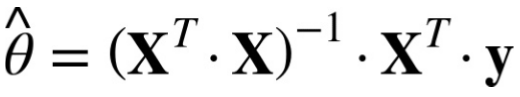 θ̂ = (𝐗ᵀ · 𝐗)⁻¹ · 𝐗ᵀ · 𝐲